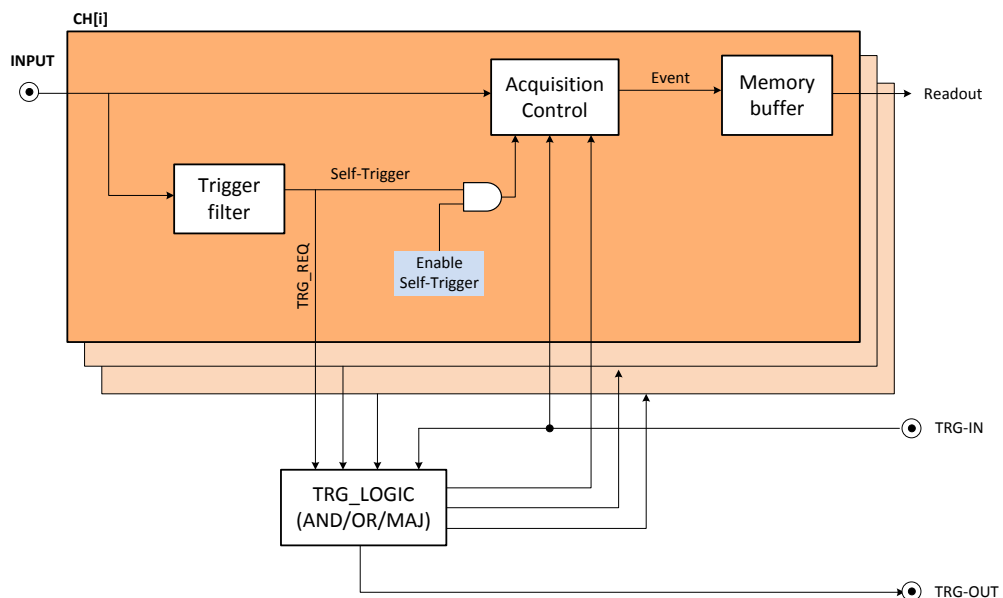 CH[i]
INPUT
Acquisition
Control
Event
Memory
buffer
Readout
Trigger
filter
Self-Trigger
TRG_REQ
Enable
Self-Trigger
TRG-IN
TRG_LOGIC
(AND/OR/MAJ)
TRG-OUT